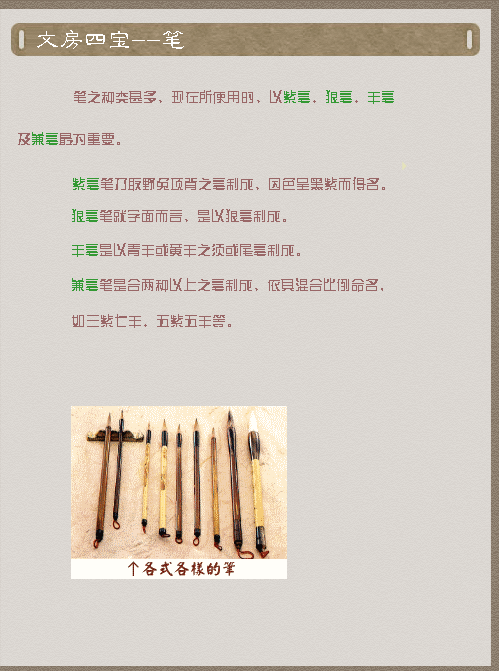 文房四宝--笔
笔之种类甚多、现在所使用的、以紫毫、狼毫、羊毫
及兼毫最为重要。
紫毫笔乃取野兔项背之毫制成、因色呈黑紫而得名。
狼毫笔就字面而言、是以狼毫制成。
羊毫是以青羊或黄羊之须或尾毫制成。
兼毫笔是合两种以上之毫制成、依其混合比例命名、
如三紫七羊、五紫五羊等。
↑各式各樣的筆